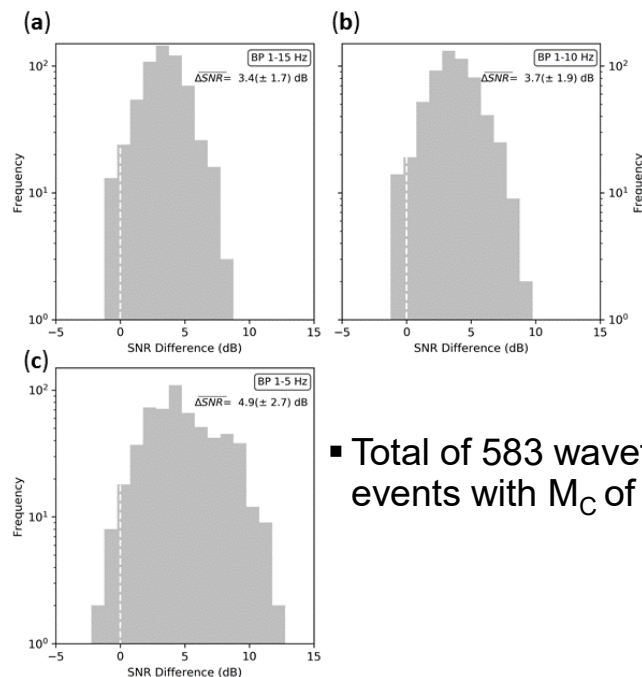 (a)
BP 1-15 Hz
ΔSNR= 3.4(± 1.7) dB
10²
10¹
10⁰
Frequency
−5 0 5 10 15
SNR Difference (dB)
(b)
BP 1-10 Hz
ΔSNR= 3.7(± 1.9) dB
10²
10¹
10⁰
Frequency
−5 0 5 10 15
SNR Difference (dB)
Frequency
(c)
BP 1-5 Hz
ΔSNR= 4.9(± 2.7) dB
10²
10¹
10⁰
Frequency
−5 0 5 10 15
SNR Difference (dB)
▪ Total of 583
events with M_C of